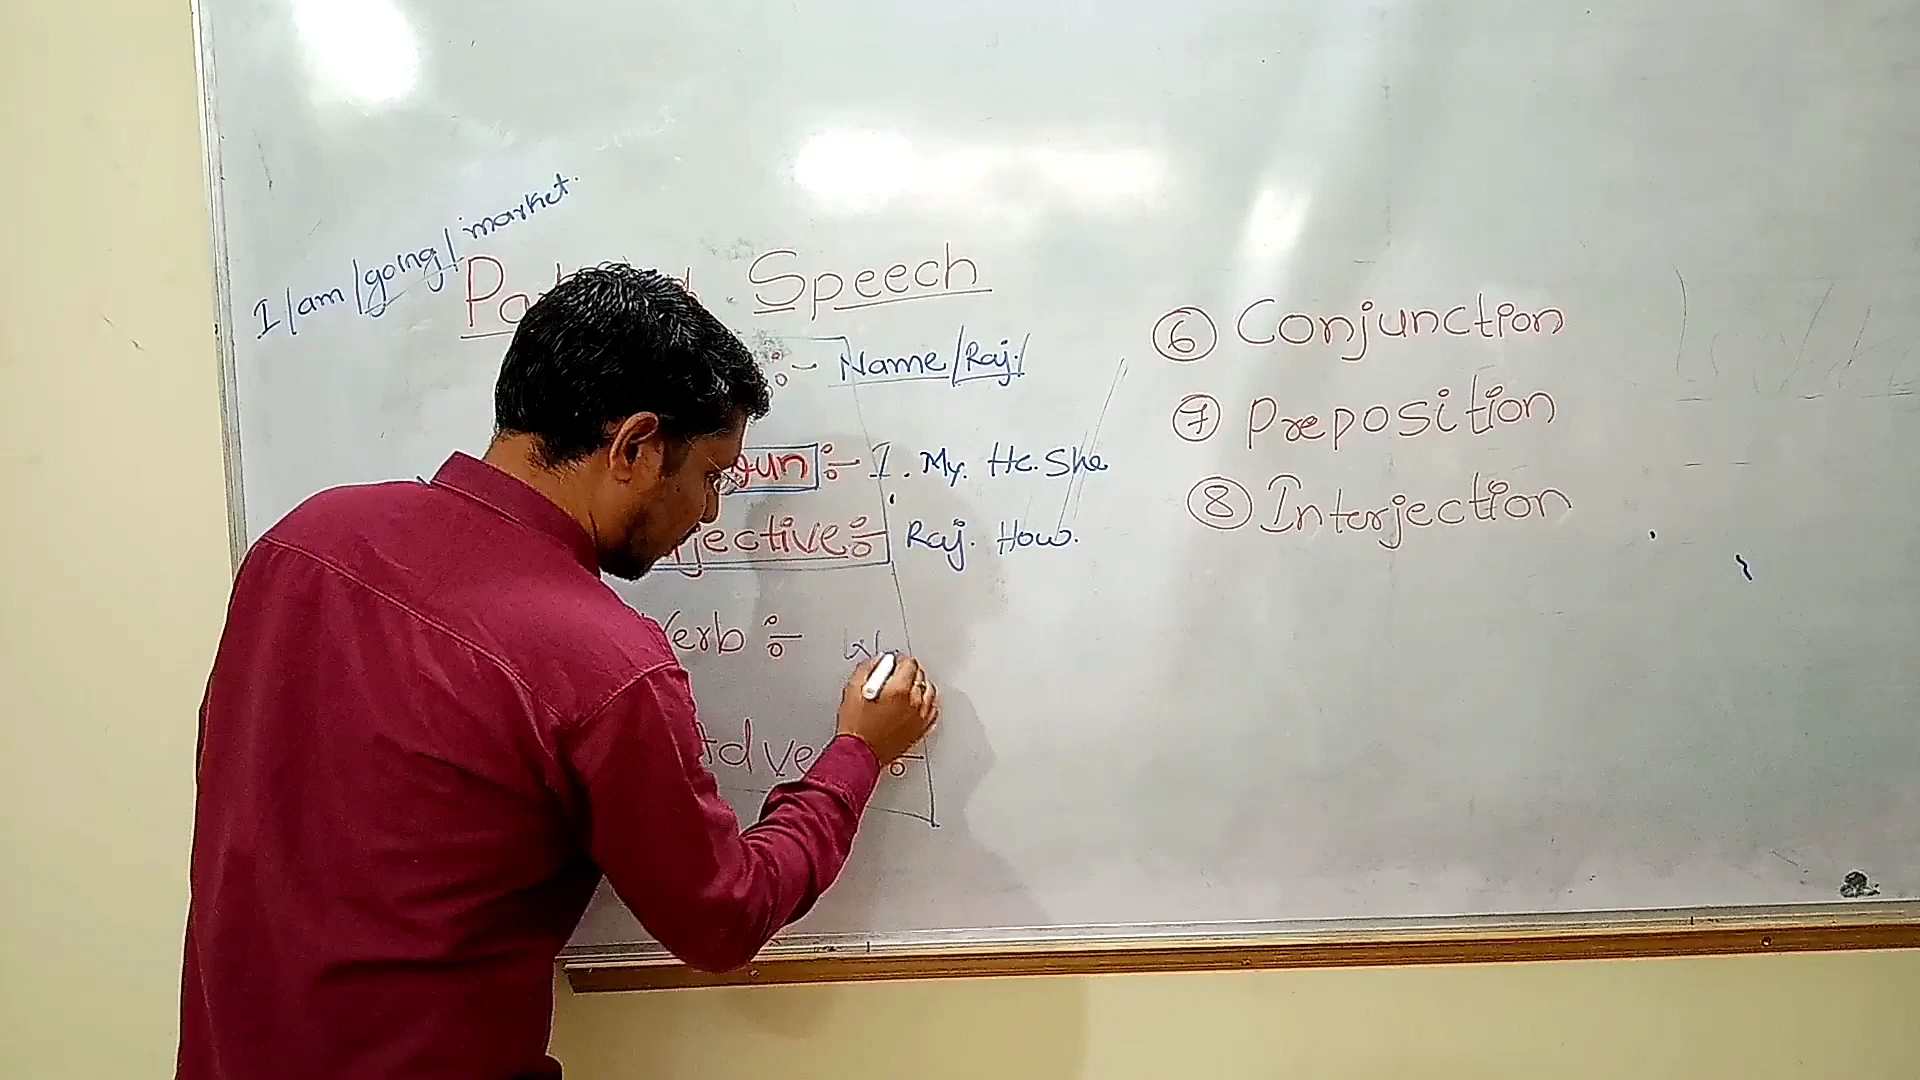 I/am/going/market.
Speech
:- Name/Raj./
:- I. My. He. She
:- Raj. How.
Verb :-
⑥ Conjunction
⑦ Preposition
⑧ Interjection